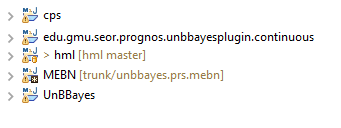 cps
edu.gmu.seor.prognos.unbbayesplugin.continuous
> hml [hml master]
MEBN [trunk/unbbayes.prs.mebn]
UnBBayes